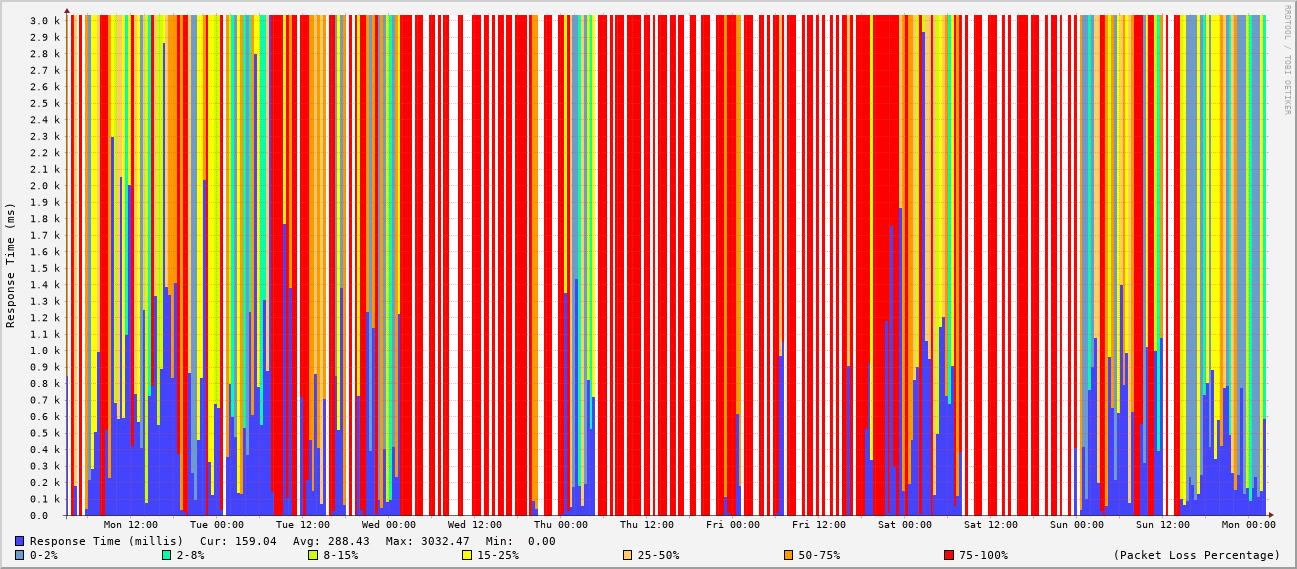 RRDTOOL / TOBI OETIKER
Response Time (ms)
3.0 k
2.9 k
2.8 k
2.7 k
2.6 k
2.5 k
2.4 k
2.3 k
2.2 k
2.1 k
2.0 k
1.9 k
1.8 k
1.7 k
1.6 k
1.5 k
1.4 k
1.3 k
1.2 k
1.1 k
1.0 k
0.9 k
0.8 k
0.7 k
0.6 k
0.5 k
0.4 k
0.3 k
0.2 k
0.1 k
0.0
Mon 12:00 Tue 00:00 Tue 12:00 Wed 00:00 Wed 12:00 Thu 00:00 Thu 12:00 Fri 00:00 Fri 12:00 Sat 00:00 Sat 12:00 Sun 00:00 Sun 12:00 Mon 00:00
Response Time (millis) Cur: 159.04 Avg: 288.43 Max: 3032.47 Min: 0.00
0-2% 2-8% 8-15% 15-25% 25-50% 50-75% 75-100% (Packet Loss Percentage)